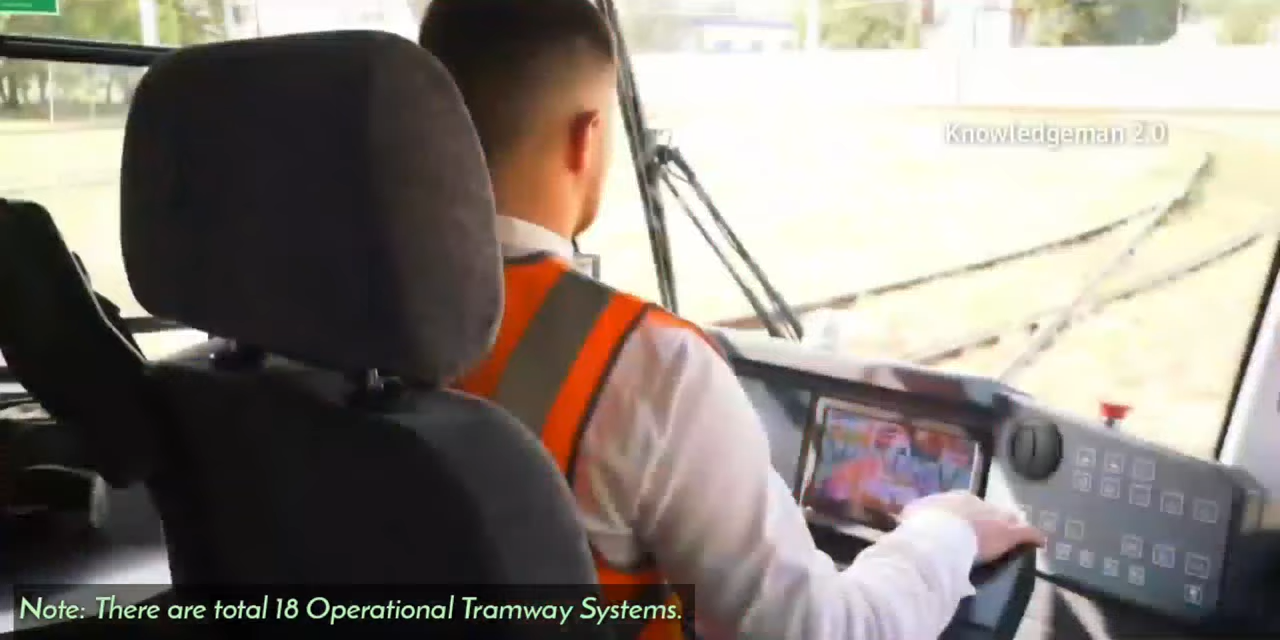 Knowledgeman 2.0
Note: There are total 18 Operational Tramway Systems.